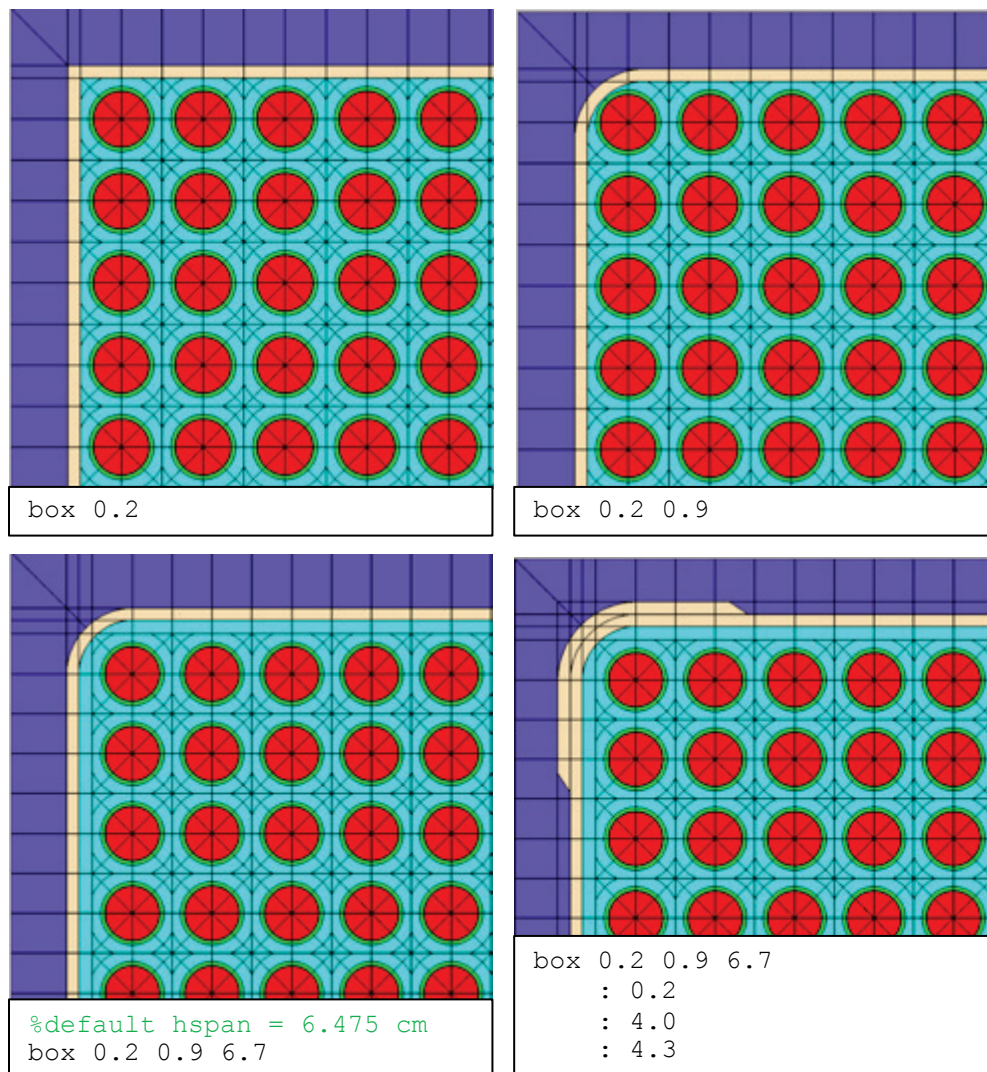 box 0.2
box 0.2 0.9
%default hspan = 6.475 cm
box 0.2 0.9 6.7
box 0.2 0.9 6.7
: 0.2
: 4.0
: 4.3